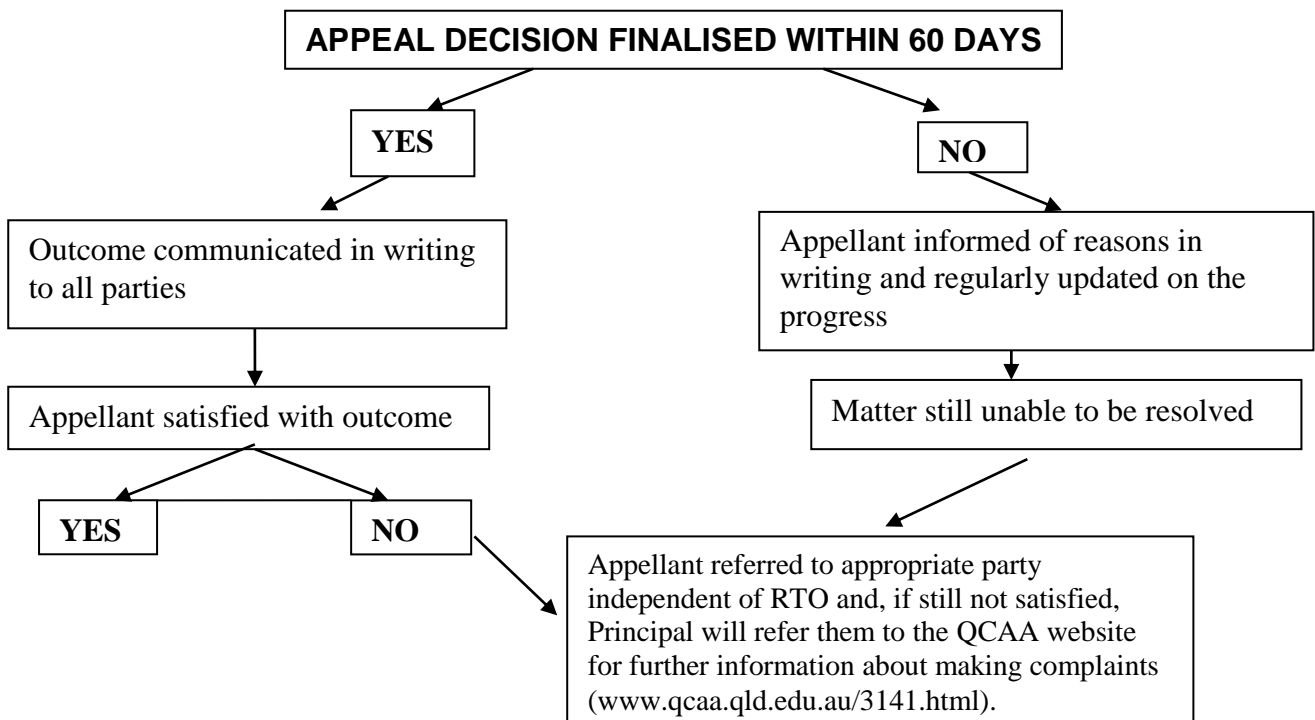 APPEAL DECISION FINALISED WITHIN 60 DAYS
YES
NO
Outcome communicated in writing
to all parties
Appellant informed of reasons in
writing and regularly updated on the
progress
Appellant satisfied with outcome
Matter still unable to be resolved
YES
NO
Appellant referred to appropriate party
independent of RTO and, if still not satisfied,
Principal will refer them to the QCAA website
for further information about making complaints
(www.qcaa.qld.edu.au/3141.html).